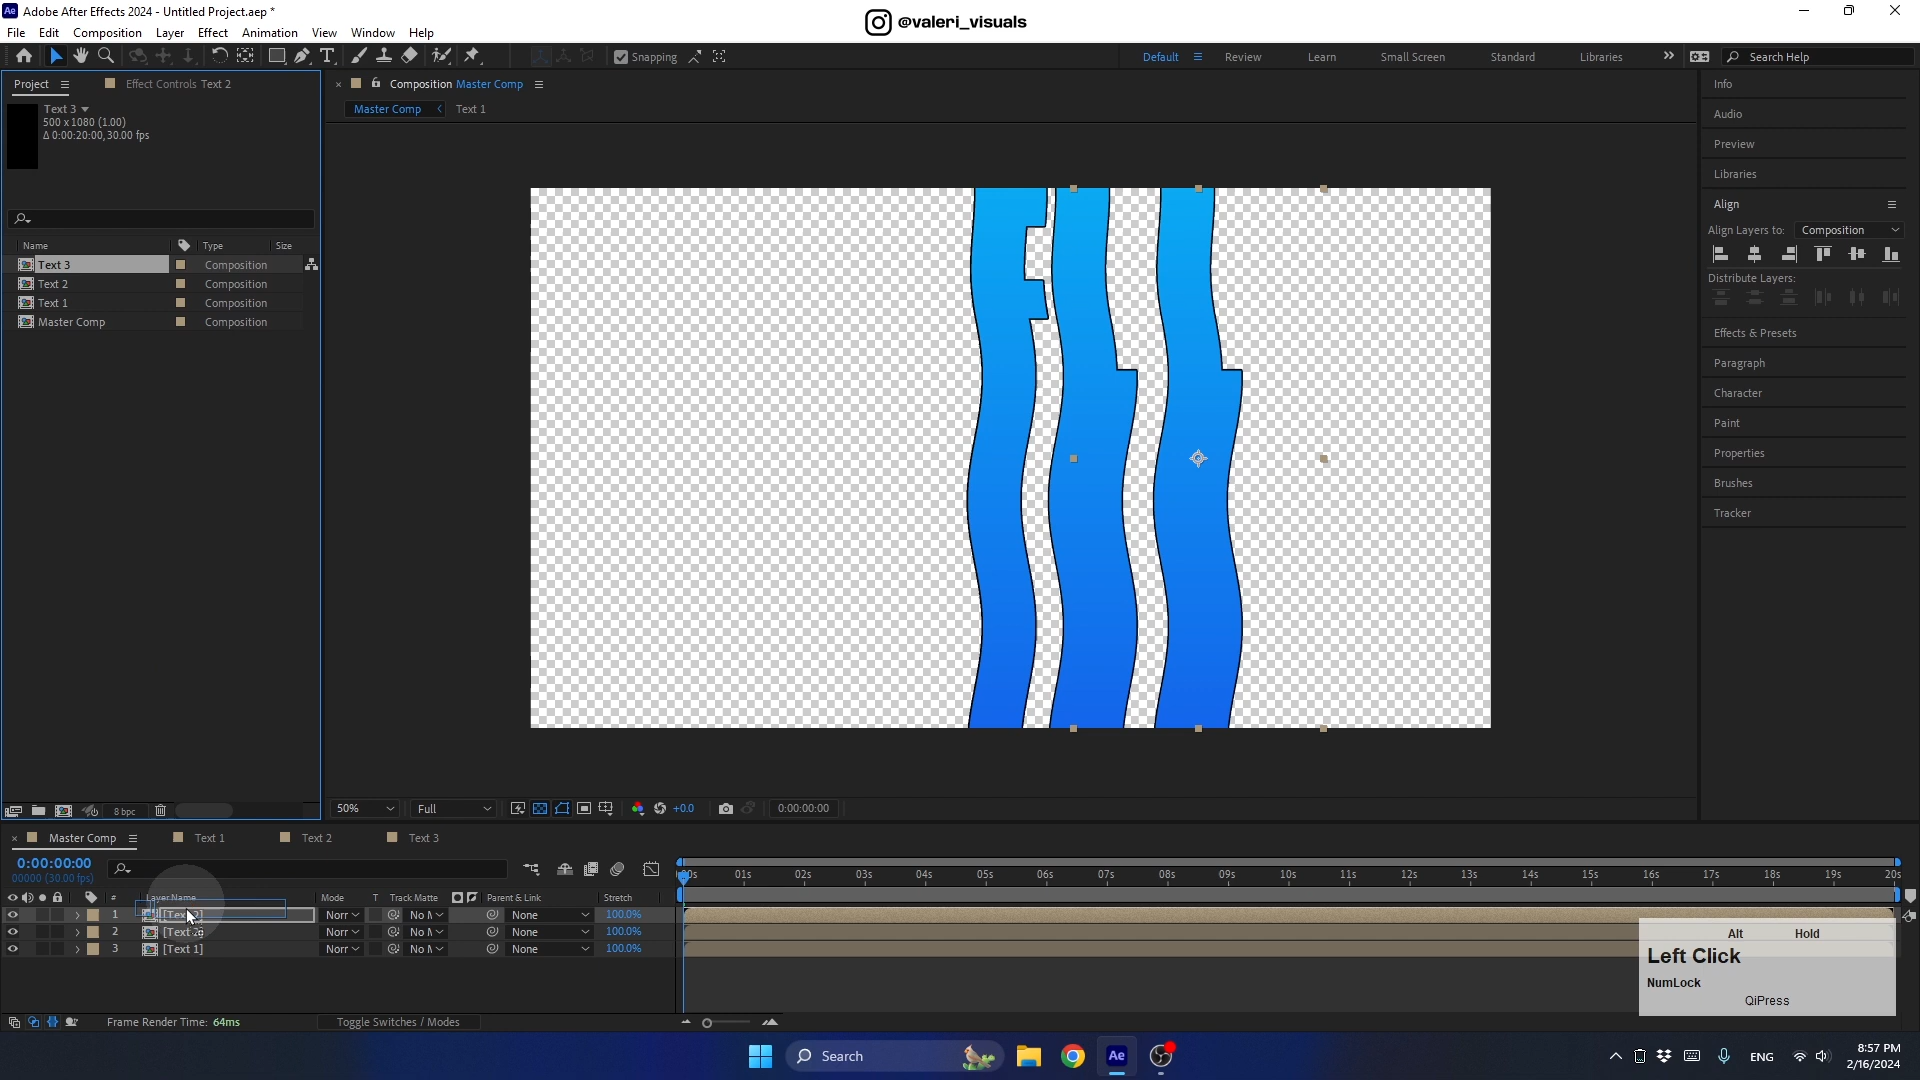 Adobe After Effects 2024 - Untitled Project.aep *
@valeri_visuals
File Edit Composition Layer Effect Animation View Window Help
Snapping
Default Review Learn Small Screen Standard Libraries Search Help
Project Effect Controls Text 2
Composition Master Comp
Master Comp Text 1
Text 3
500 x 1080 (1.00)
Δ 0:00:20:00, 30.00 fps
Name Type Size
Text 3 Composition
Text 2 Composition
Text 1 Composition
Master Comp Composition
Info
Audio
Preview
Libraries
Align
Align Layers to: Composition
Distribute Layers:
Effects & Presets
Paragraph
Character
Paint
Properties
Brushes
Tracker
8 bpc
50% Full +0.0 0:00:00:00
Master Comp Text 1 Text 2 Text 3
0:00:00:00
00000 (30.00 fps)
01s 02s 03s 04s 05s 06s 07s 08s 09s 10s 11s 12s 13s 14s 15s 16s 17s 18s 19s 20s
# Layer Name Mode T Track Matte Parent & Link Stretch
1 Norr No M None 100.0%
2 Norr No M None 100.0%
3 [Text 1] Norr No M None 100.0%
Alt Hold
Left Click
NumLock
QiPress
Frame Render Time: 64ms Toggle Switches / Modes
Search
Ae
ENG
8:57 PM
2/16/2024